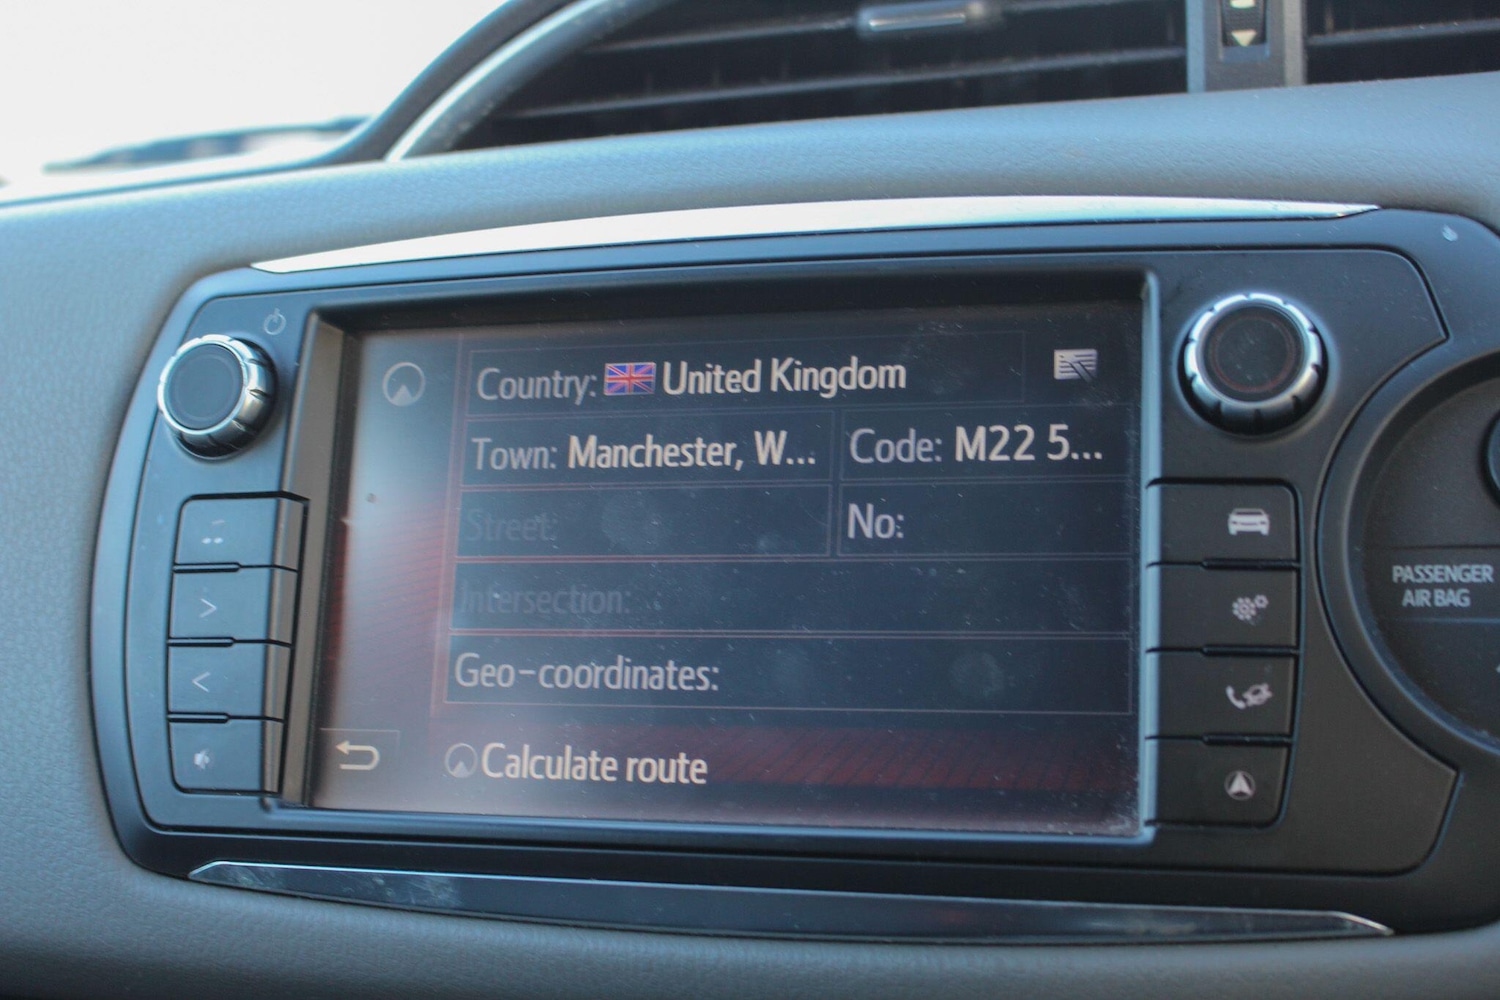 Country: United Kingdom
Town: Manchester, W... Code: M22 5...
Street: No:
Intersection:
Geo-coordinates:
Calculate route
PASSENGER
AIR BAG